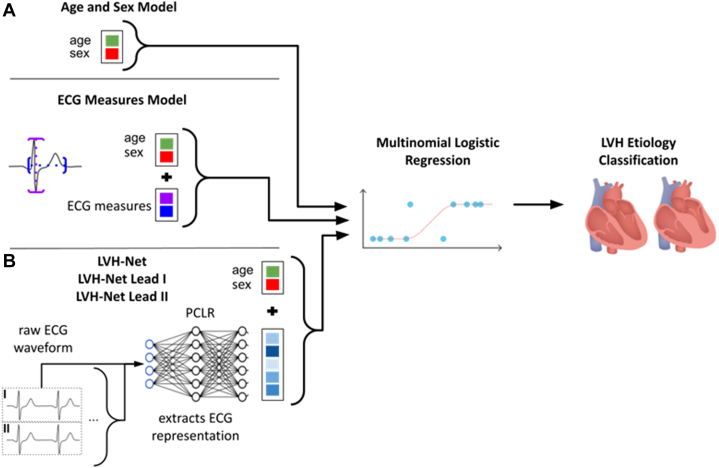 A
Age and Sex Model
age
sex
ECG Measures Model
age
sex
ECG measures
Multinomial Logistic
Regression
LVH Etiology
Classification
B
LVH-Net
LVH-Net Lead I
LVH-Net Lead II
age
sex
PCLR
raw ECG
waveform
I
II
...
extracts ECG
representation